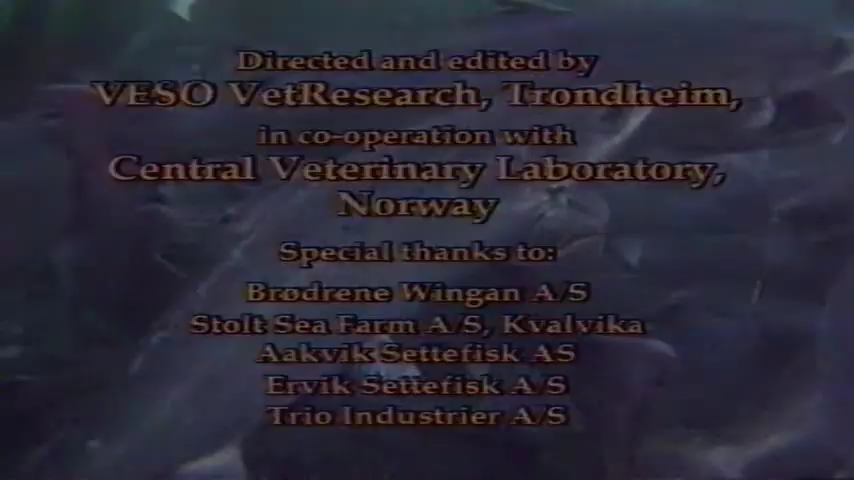 Directed and edited by
VESO VetResearch, Trondheim,
in co-operation with
Central Veterinary Laboratory,
Norway
Special thanks to:
Brødrene Wingan A/S
Stolt Sea Farm A/S, Kvalvika
Aakvik Settefisk AS
Ervik Settefisk A/S
Trio Industrier A/S